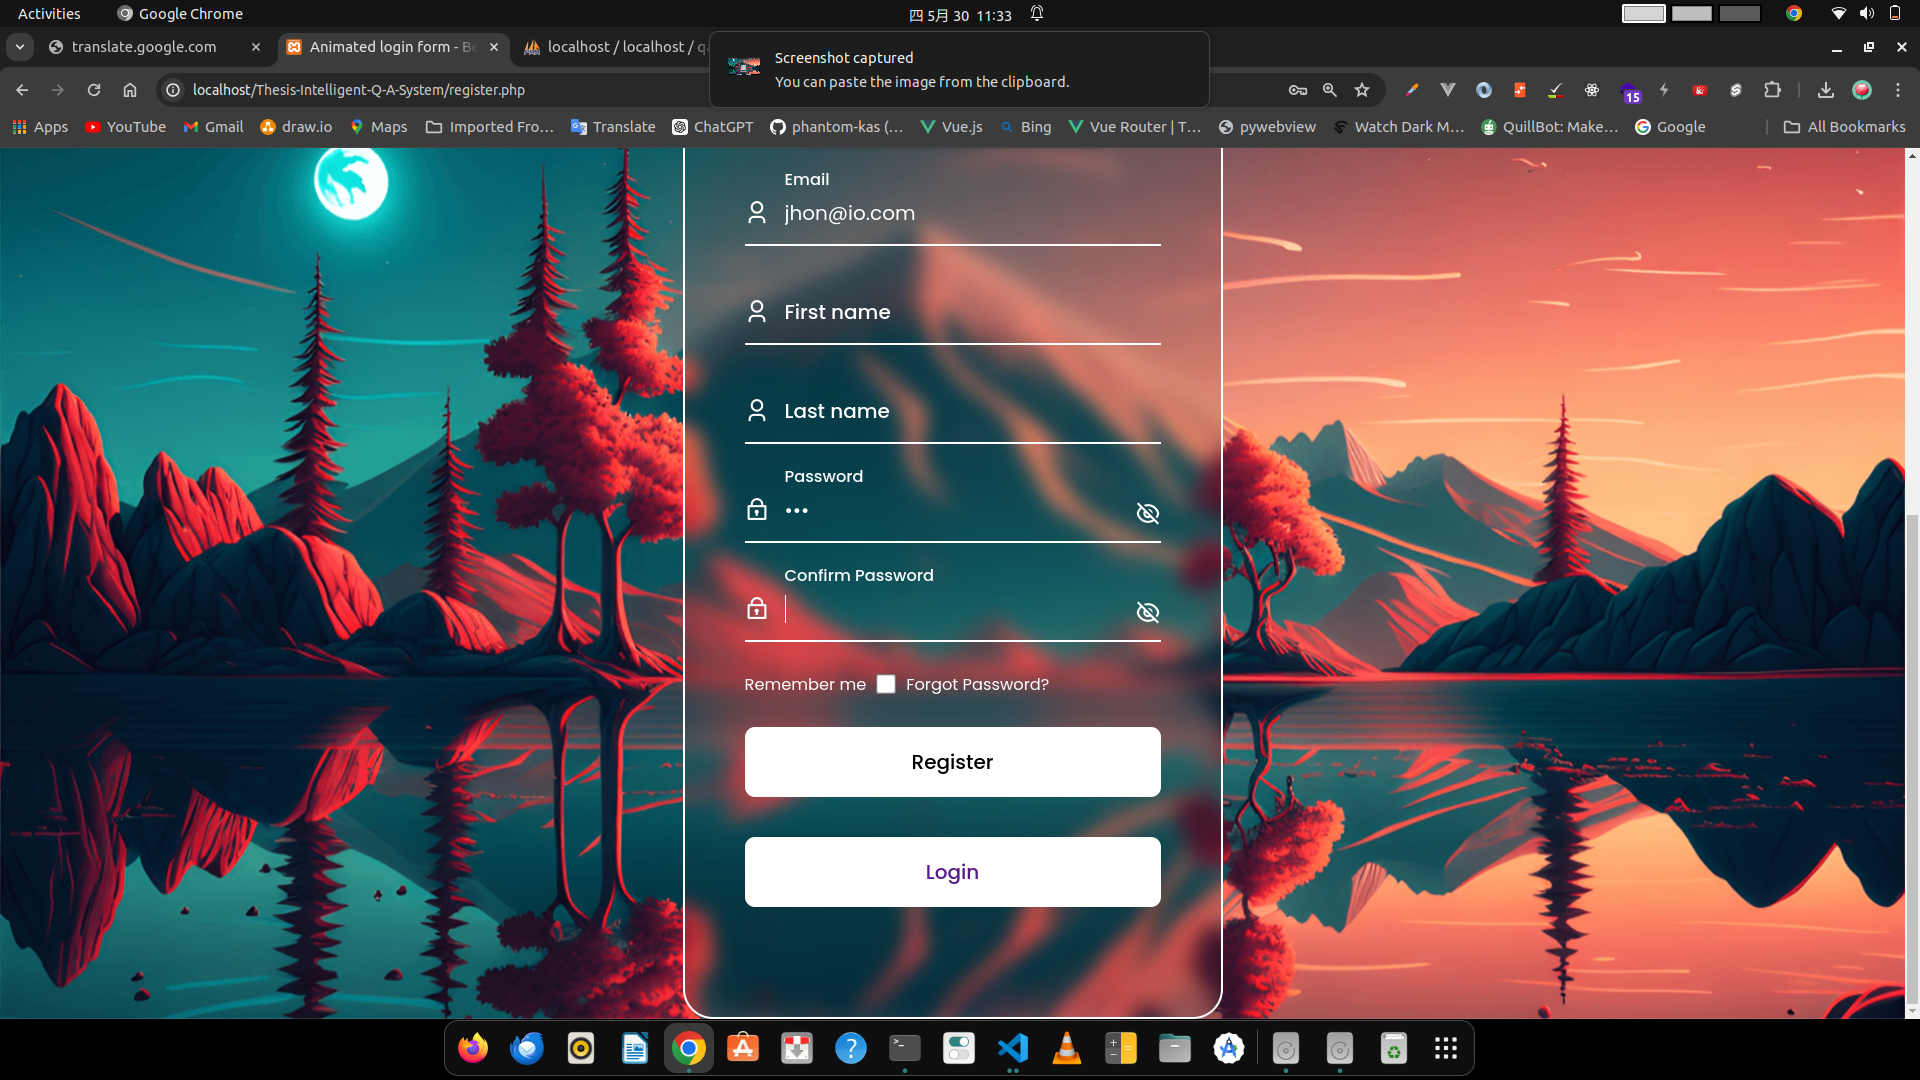 Activities
Google Chrome
四 5月 30 11:33
translate.google.com
Animated login form - Be
localhost / localhost / qa
Screenshot captured
You can paste the image from the clipboard.
localhost/Thesis-Intelligent-Q-A-System/register.php
15
Apps
YouTube
Gmail
draw.io
Maps
Imported Fro…
Translate
ChatGPT
phantom-kas (…
Vue.js
Bing
Vue Router | T…
pywebview
Watch Dark M…
QuillBot: Make…
Google
All Bookmarks
Email
jhon@io.com
First name
Last name
Password
Confirm Password
Remember me
Forgot Password?
Register
Login